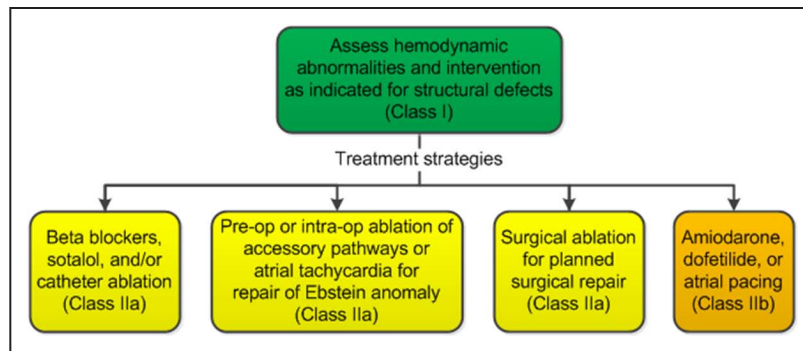 Assess hemodynamic
abnormalities and intervention
as indicated for structural defects
(Class I)
Treatment strategies
Beta blockers,
sotalol, and/or
catheter ablation
(Class IIa)
Pre-op or intra-op ablation of
accessory pathways or
atrial tachycardia for
repair of Ebstein anomaly
(Class IIa)
Surgical ablation
for planned
surgical repair
(Class IIa)
Amiodarone,
dofetilide, or
atrial pacing
(Class IIb)